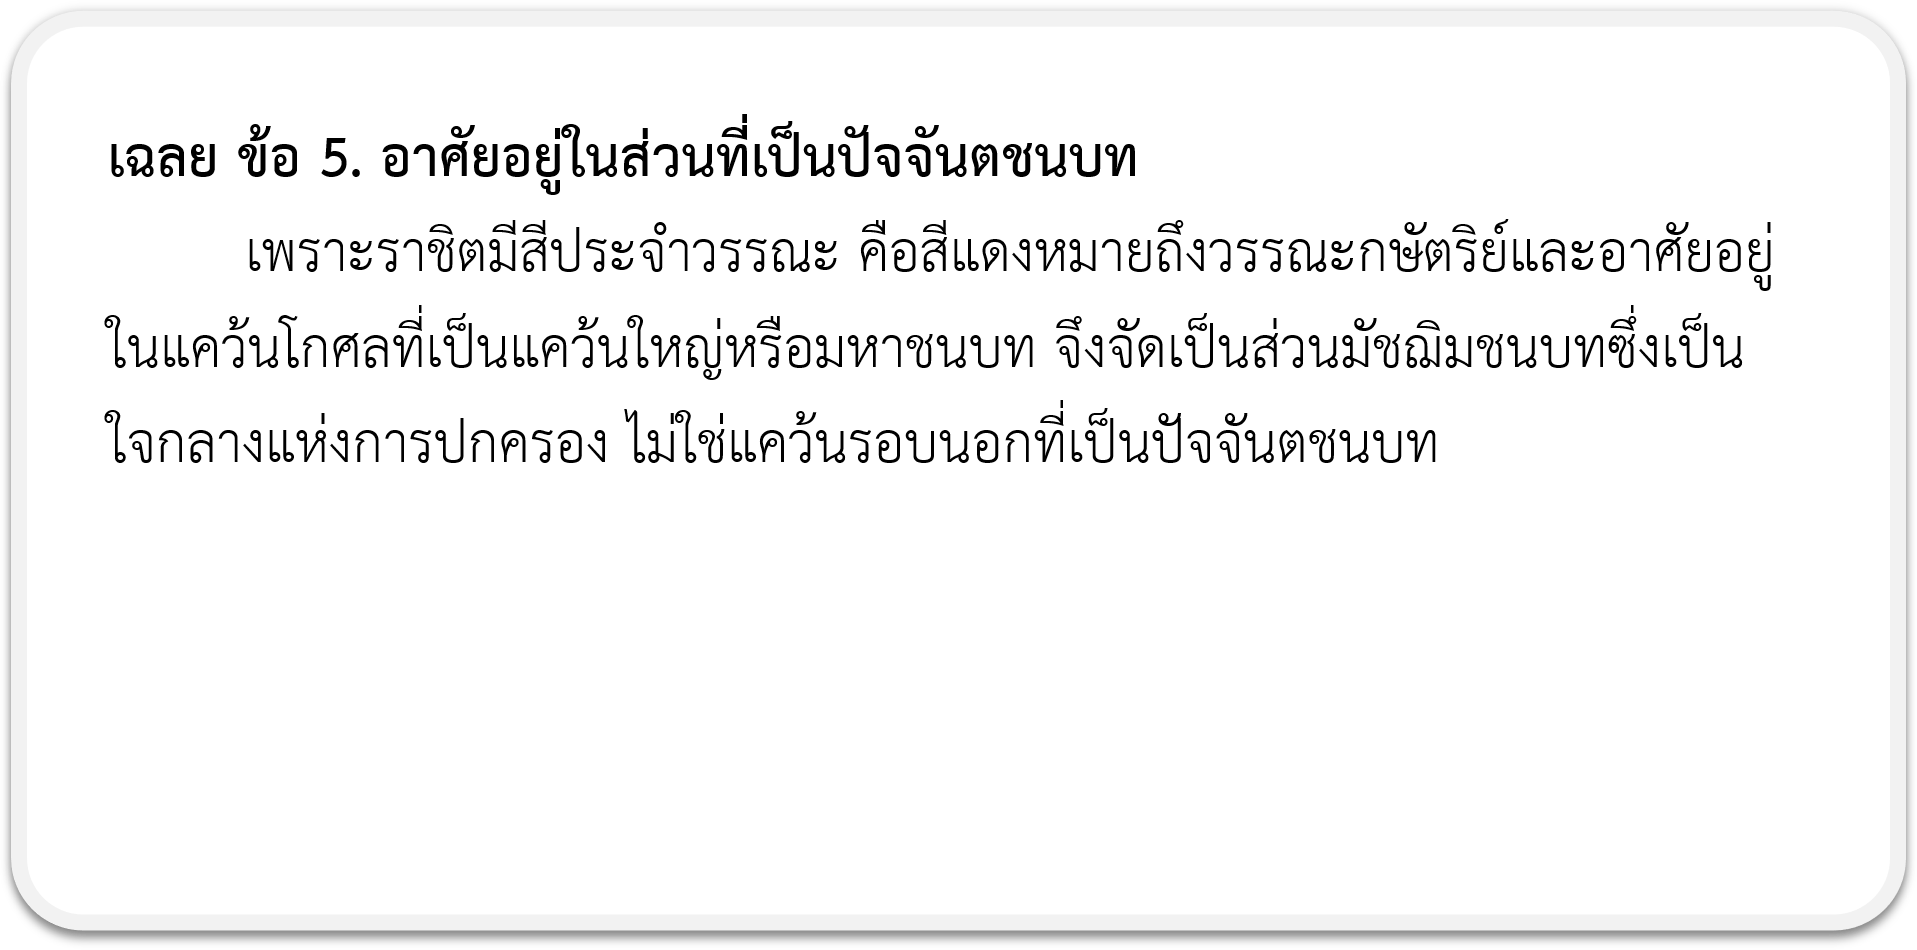 เฉลย ข้อ 5. อาศัยอยู่ในส่วนที่เป็นปัจจันตชนบท
เพราะราชิตมีสีประจำวรรณะ คือสีแดงหมายถึงวรรณะกษัตริย์และอาศัยอยู่
ในแคว้นโกศลที่เป็นแคว้นใหญ่หรือมหาชนบท จึงจัดเป็นส่วนมัชฌิมชนบทซึ่งเป็น
ใจกลางแห่งการปกครอง ไม่ใช่แคว้นรอบนอกที่เป็นปัจจันตชนบท